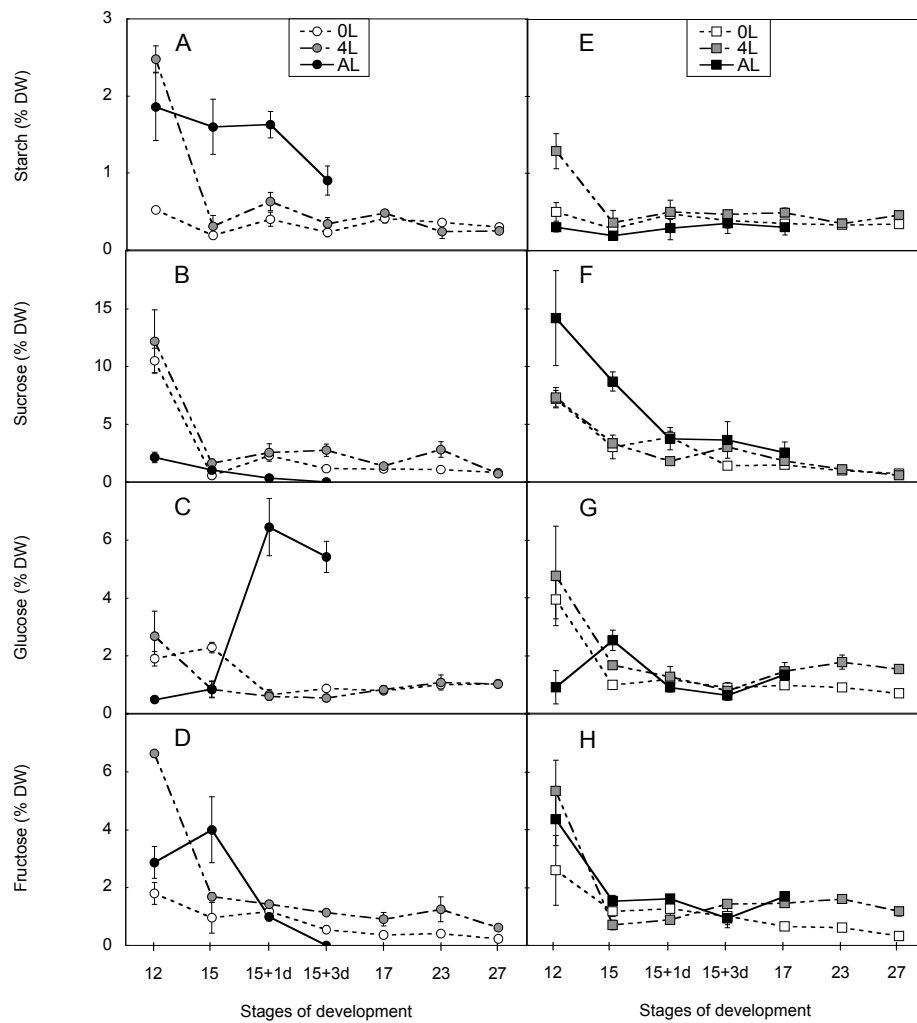 A
0L
4L
AL
E
0L
4L
AL
Starch (% DW)
3
2
1
0
B
F
Sucrose (% DW)
15
10
5
0
C
G
Glucose (% DW)
6
4
2
0
D
H
Fructose (% DW)
6
4
2
0
12 15 15+1d 15+3d 17 23 27
12 15 15+1d 15+3d 17 23 27
Stages of development
Stages of development